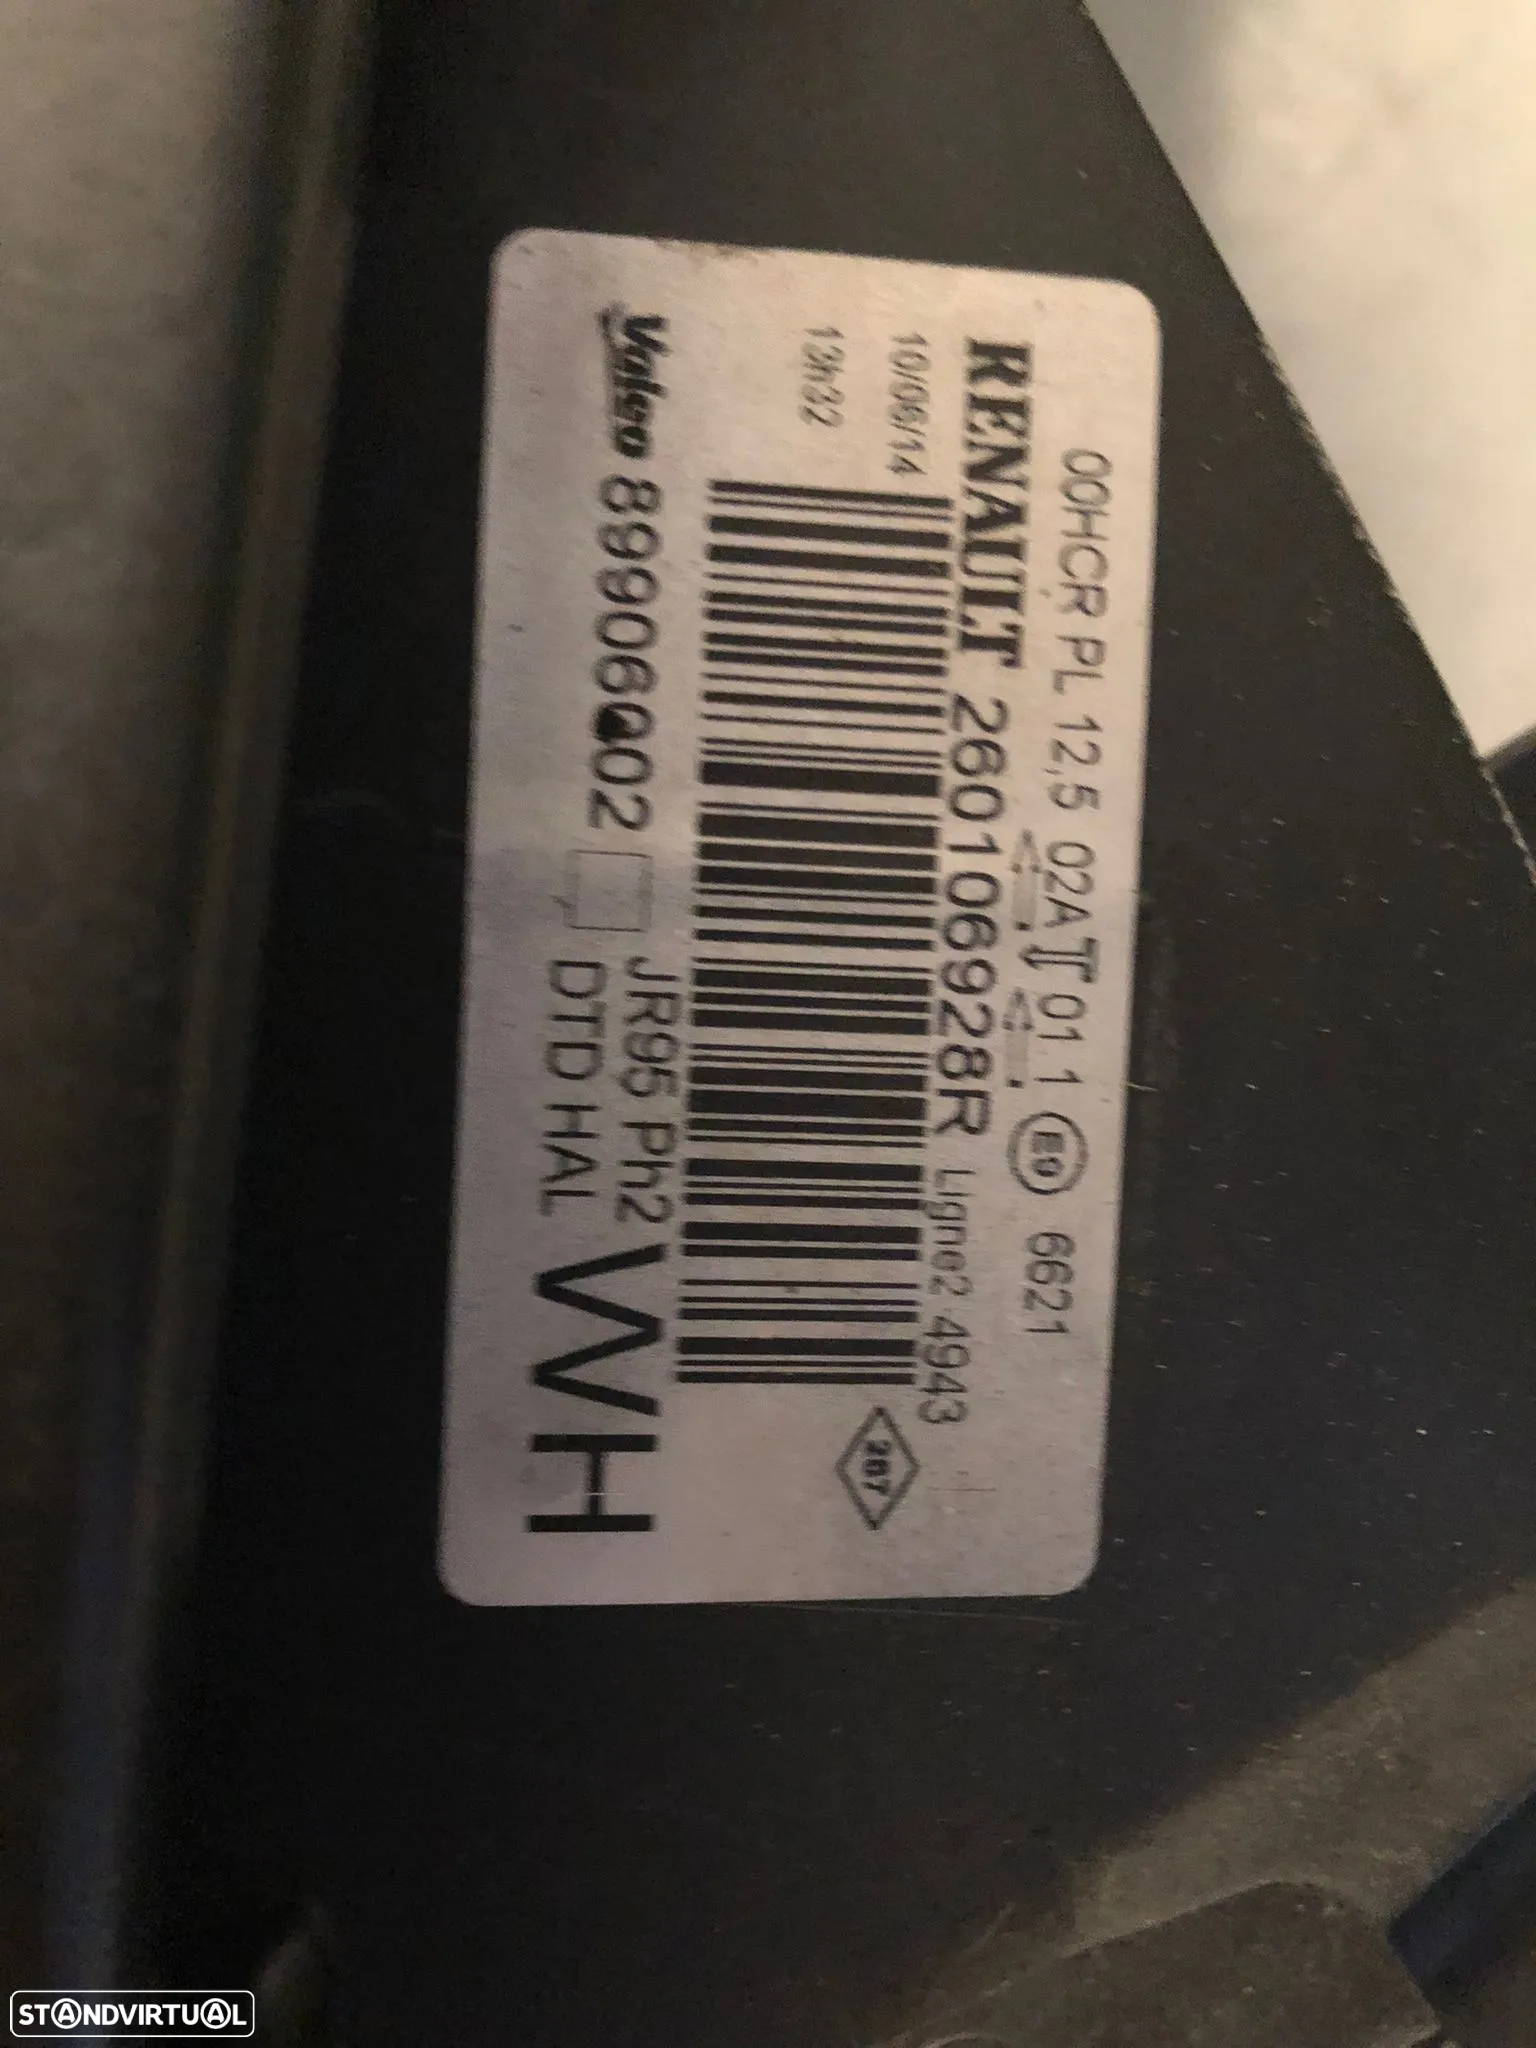 00HCR PL 12,5 02A 01 1 E9 6621
RENAULT 260106928R Ligne2 4943
10/06/14
13h32
267
Valeo 89906002 JR95 Ph2 WH
DTD HAL
STANDVIRTUAL